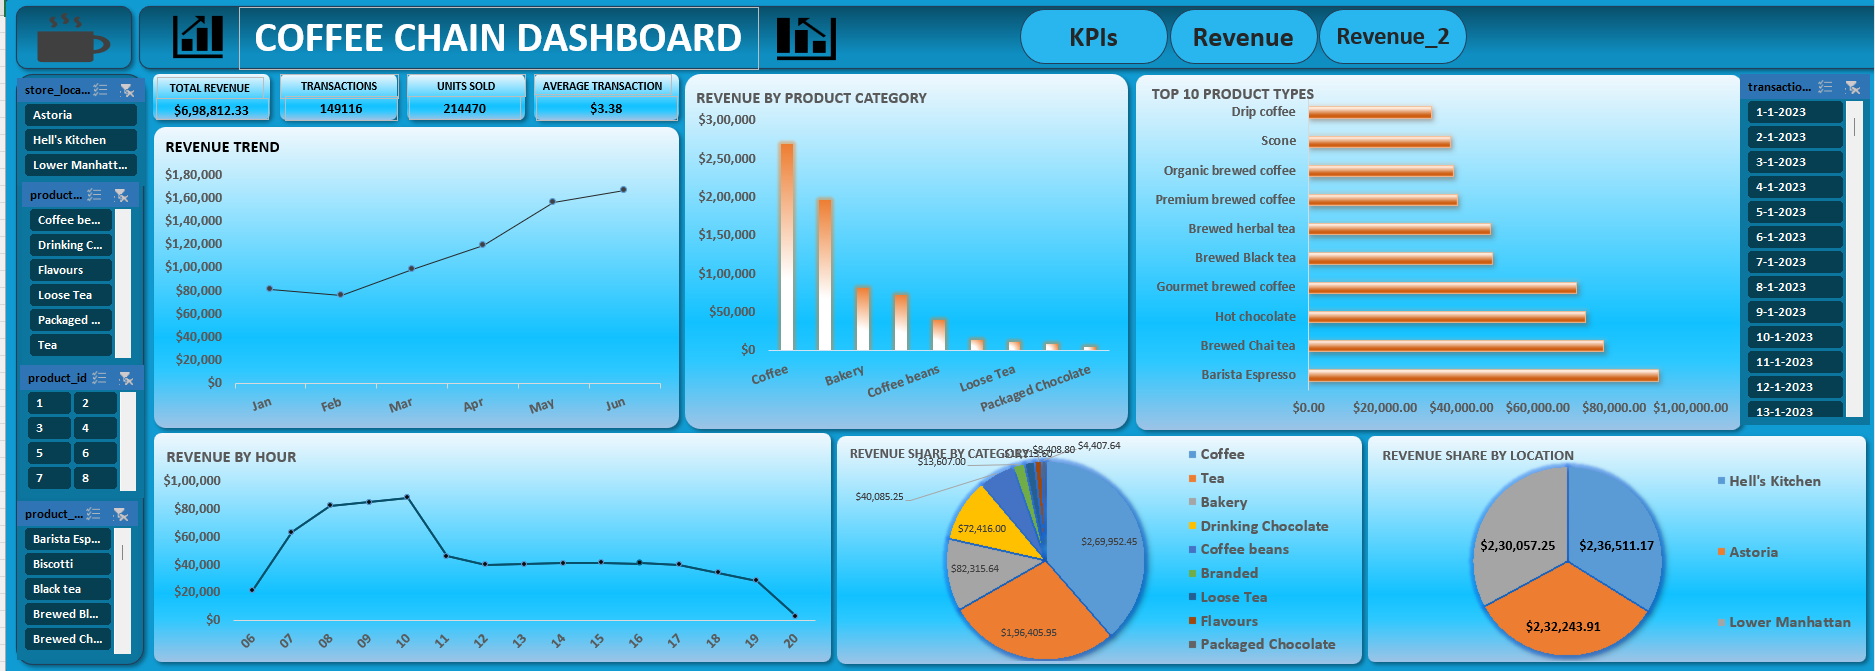 COFFEE CHAIN DASHBOARD
KPIs
Revenue
Revenue_2
store_loca...
Astoria
Hell's Kitchen
Lower Manhatt...
product...
Coffee be...
Drinking C...
Flavours
Loose Tea
Packaged ...
Tea
product_id
1 2
3 4
5 6
7 8
product_...
Barista Esp...
Biscotti
Black tea
Brewed Bl...
Brewed Ch...
TOTAL REVENUE
$6,98,812.33
TRANSACTIONS
149116
UNITS SOLD
214470
AVERAGE TRANSACTION
$3.38
REVENUE TREND
$1,80,000
$1,60,000
$1,40,000
$1,20,000
$1,00,000
$80,000
$60,000
$40,000
$20,000
$0
Jan Feb Mar Apr May Jun
REVENUE BY PRODUCT CATEGORY
$3,00,000
$2,50,000
$2,00,000
$1,50,000
$1,00,000
$50,000
$0
Coffee Bakery Coffee beans Loose Tea Packaged Chocolate
TOP 10 PRODUCT TYPES
Drip coffee
Scone
Organic brewed coffee
Premium brewed coffee
Brewed herbal tea
Brewed Black tea
Gourmet brewed coffee
Hot chocolate
Brewed Chai tea
Barista Espresso
$0.00 $20,000.00 $40,000.00 $60,000.00 $80,000.00 $1,00,000.00
transactio...
1-1-2023
2-1-2023
3-1-2023
4-1-2023
5-1-2023
6-1-2023
7-1-2023
8-1-2023
9-1-2023
10-1-2023
11-1-2023
12-1-2023
13-1-2023
REVENUE BY HOUR
$1,00,000
$80,000
$60,000
$40,000
$20,000
$0
06 07 08 09 10 11 12 13 14 15 16 17 18 19 20
REVENUE SHARE BY CATEGORY
$8,408.80
$4,407.64
$13,607.00
$40,085.25
$72,416.00
$82,315.64
$1,96,405.95
$2,69,952.45
Coffee
Tea
Bakery
Drinking Chocolate
Coffee beans
Branded
Loose Tea
Flavours
Packaged Chocolate
REVENUE SHARE BY LOCATION
$2,30,057.25
$2,36,511.17
$2,32,243.91
Hell's Kitchen
Astoria
Lower Manhattan